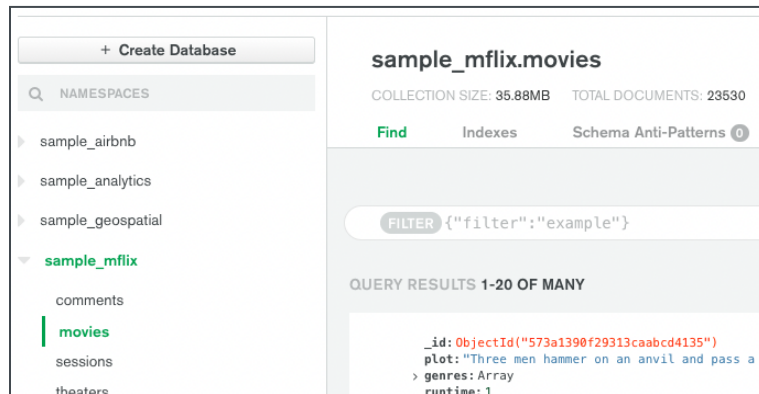 + Create Database
NAMESPACES
sample_airbnb
sample_analytics
sample_geospatial
sample_mflix
comments
movies
sessions
theaters
sample_mflix.movies
COLLECTION SIZE: 35.88MB TOTAL DOCUMENTS: 23530
Find Indexes Schema Anti-Patterns 0
FILTER {"filter":"example"}
QUERY RESULTS 1-20 OF MANY
_id: ObjectId("573a1390f29313caabcd4135")
plot: "Three men hammer on an anvil and pass a
> genres: Array
runtime: 1